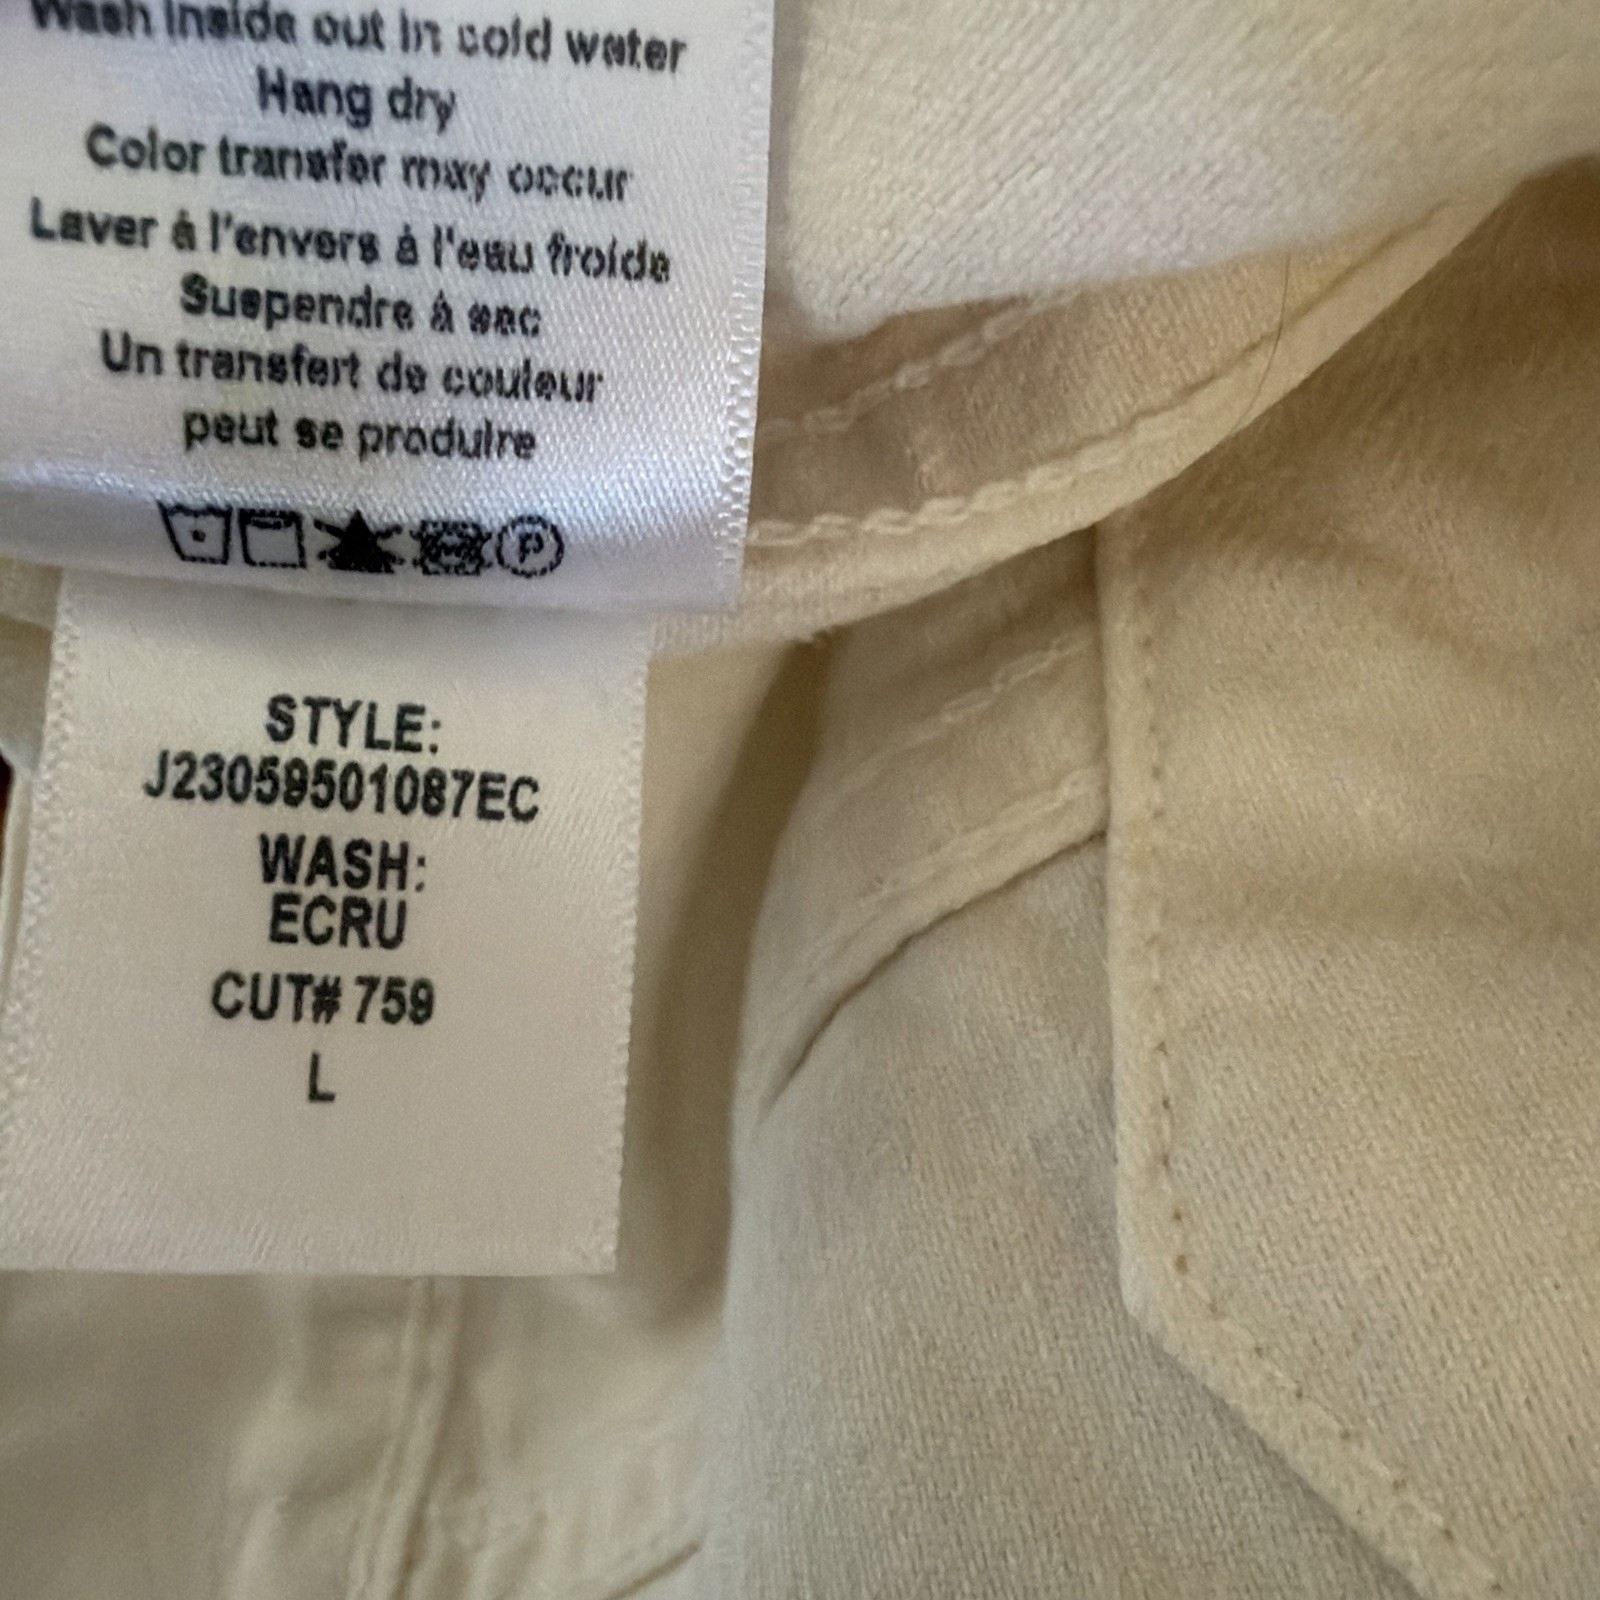 Wash inside out in cold water
Hang dry
Color transfer may occur
Laver à l'envers à l'eau froide
Suspendre à sec
Un transfert de couleur
peut se produire
P
STYLE:
J23059501087EC
WASH:
ECRU
CUT# 759
L